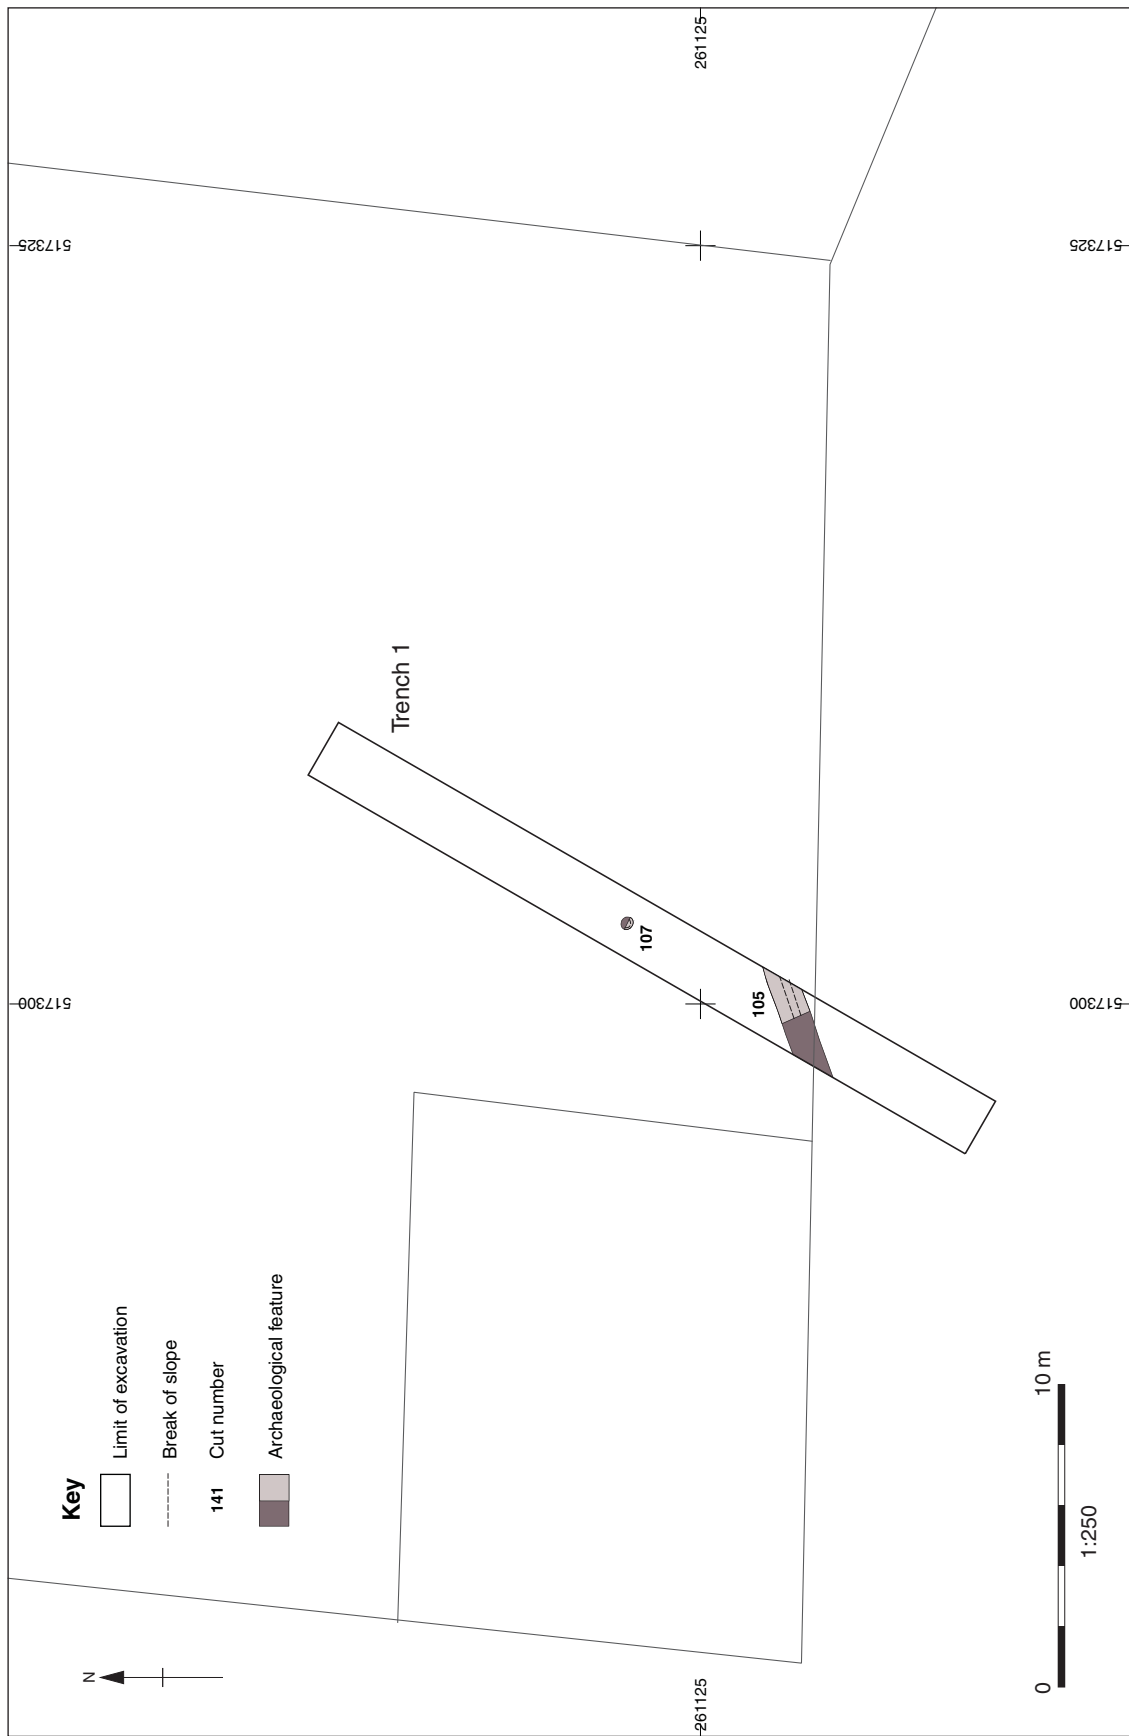 Key
Limit of excavation
Break of slope
141 Cut number
Archaeological feature
N
261125
261125
517325
517325
517300
517300
Trench 1
107
105
0 10 m
1:250